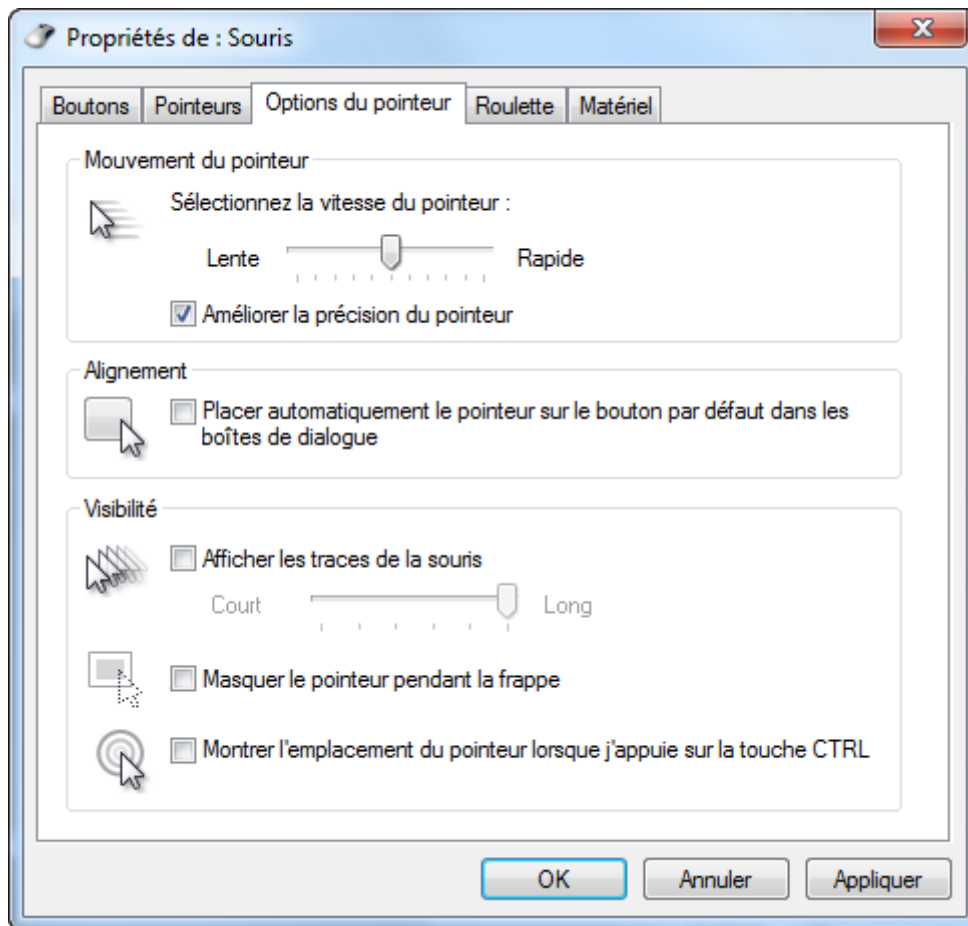 Propriétés de : Souris
Boutons Pointeurs Options du pointeur Roulette Matériel
Mouvement du pointeur
Sélectionnez la vitesse du pointeur :
Lente Rapide
Améliorer la précision du pointeur
Alignement
Placer automatiquement le pointeur sur le bouton par défaut dans les
boîtes de dialogue
Visibilité
Afficher les traces de la souris
Court Long
Masquer le pointeur pendant la frappe
Montrer l'emplacement du pointeur lorsque j'appuie sur la touche CTRL
OK Annuler Appliquer